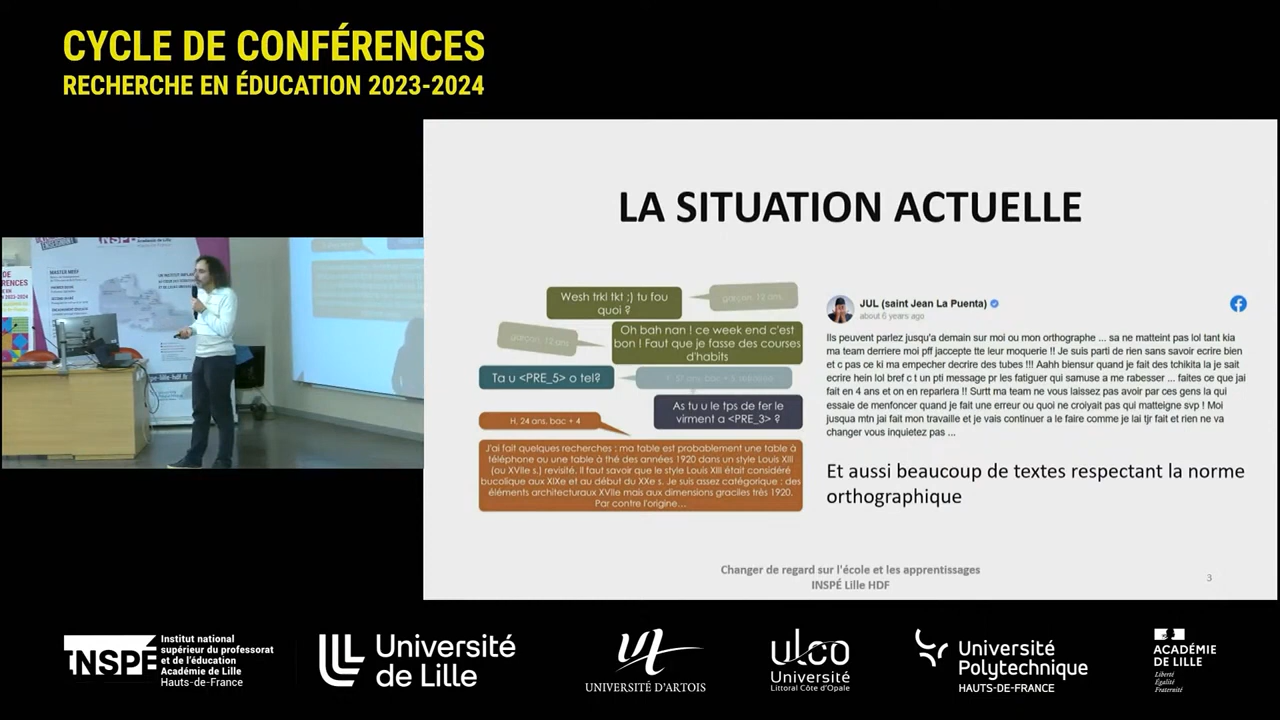 CYCLE DE CONFÉRENCES
RECHERCHE EN ÉDUCATION 2023-2024
INSPÉ
MASTER MEEF
LA SITUATION ACTUELLE
Wesh trkl tkt ;) tu fou
quoi ?
garçon, 12 ans
garçon, 12 ans
Oh bah nan ! ce week end c'est
bon ! Faut que je fasse des courses
d'habits
Ta u <PRE_5> o tel?
As tu u le tps de fer le
virment a <PRE_3> ?
H, 24 ans, bac + 4
J'ai fait quelques recherches : ma table est probablement une table à
téléphone ou une table à thé des années 1920 dans un style Louis XIII
(ou XVIIe s.) revisité. Il faut savoir que le style Louis XIII était considéré
bucolique aux XIXe et au début du XXe s. Je suis assez catégorique : des
éléments architecturaux XVIIe mais aux dimensions graciles très 1920.
Par contre l'origine...
JUL (saint Jean La Puenta)
about 6 years ago
Ils peuvent parlez jusqu'a demain sur moi ou mon orthographe ... sa ne matteint pas lol tant kia
ma team derriere moi pff jaccepte tte leur moquerie !! Je suis parti de rien sans savoir ecrire bien
et c pas ce ki ma empecher decrire des tubes !!! Aahh biensur quand je fait des tchikita la je sait
ecrire hein lol bref c t un pti message pr les fatiguer qui samuse a me rabesser ... faites ce que jai
fait en 4 ans et on en reparlera !! Surtt ma team ne vous laissez pas avoir par ces gens la qui
essaie de menfoncer quand je fait une erreur ou quoi ne croiyait pas qui matteigne svp ! Moi
jusqua mtn jai fait mon travaille et je vais continuer a le faire comme je lai tjr fait et rien ne va
changer vous inquietez pas ...
Et aussi beaucoup de textes respectant la norme
orthographique
Changer de regard sur l'école et les apprentissages
INSPÉ Lille HDF
3
INSPÉ
Institut national
supérieur du professorat
et de l'éducation
Académie de Lille
Hauts-de-France
Université
de Lille
UNIVERSITÉ D'ARTOIS
ulco
Université
Littoral Côte d'Opale
Université
Polytechnique
HAUTS-DE-FRANCE
ACADÉMIE
DE LILLE
Liberté
Égalité
Fraternité